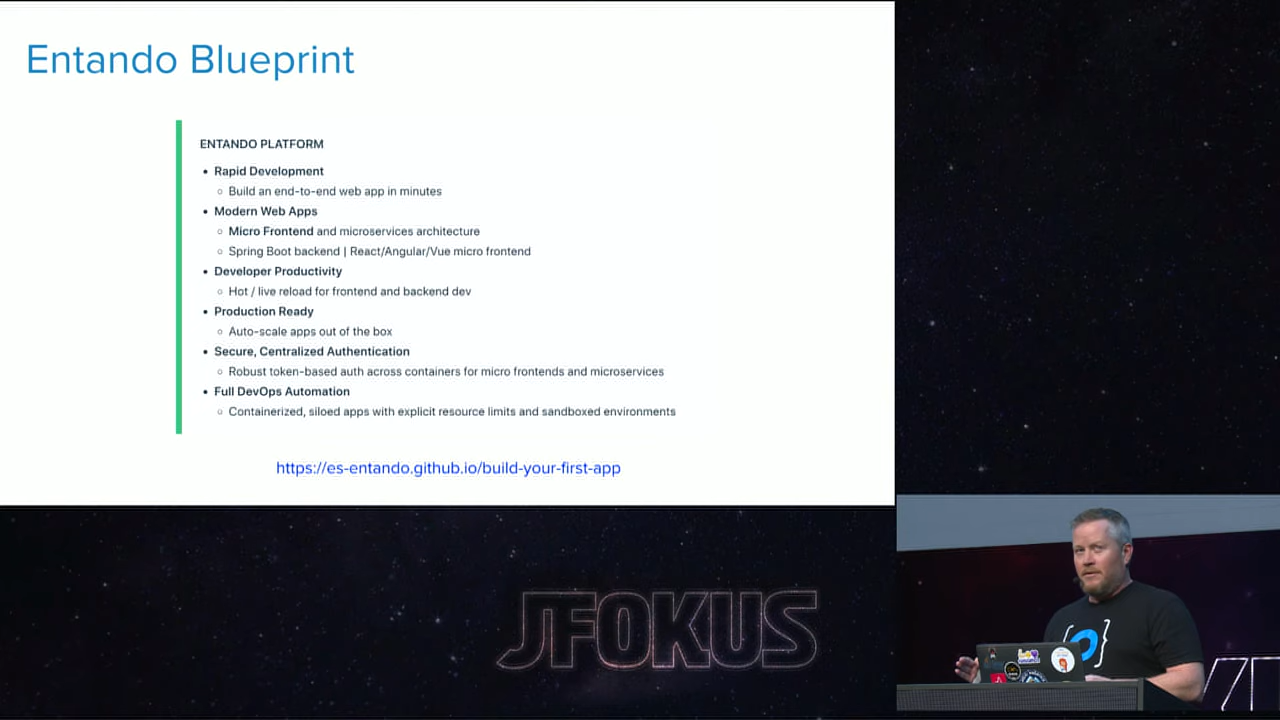 Entando Blueprint
ENTANDO PLATFORM
• Rapid Development
○ Build an end-to-end web app in minutes
• Modern Web Apps
○ Micro Frontend and microservices architecture
○ Spring Boot backend | React/Angular/Vue micro frontend
• Developer Productivity
○ Hot / live reload for frontend and backend dev
• Production Ready
○ Auto-scale apps out of the box
• Secure, Centralized Authentication
○ Robust token-based auth across containers for micro frontends and microservices
• Full DevOps Automation
○ Containerized, siloed apps with explicit resource limits and sandboxed environments
https://es-entando.github.io/build-your-first-app
JFOKUS